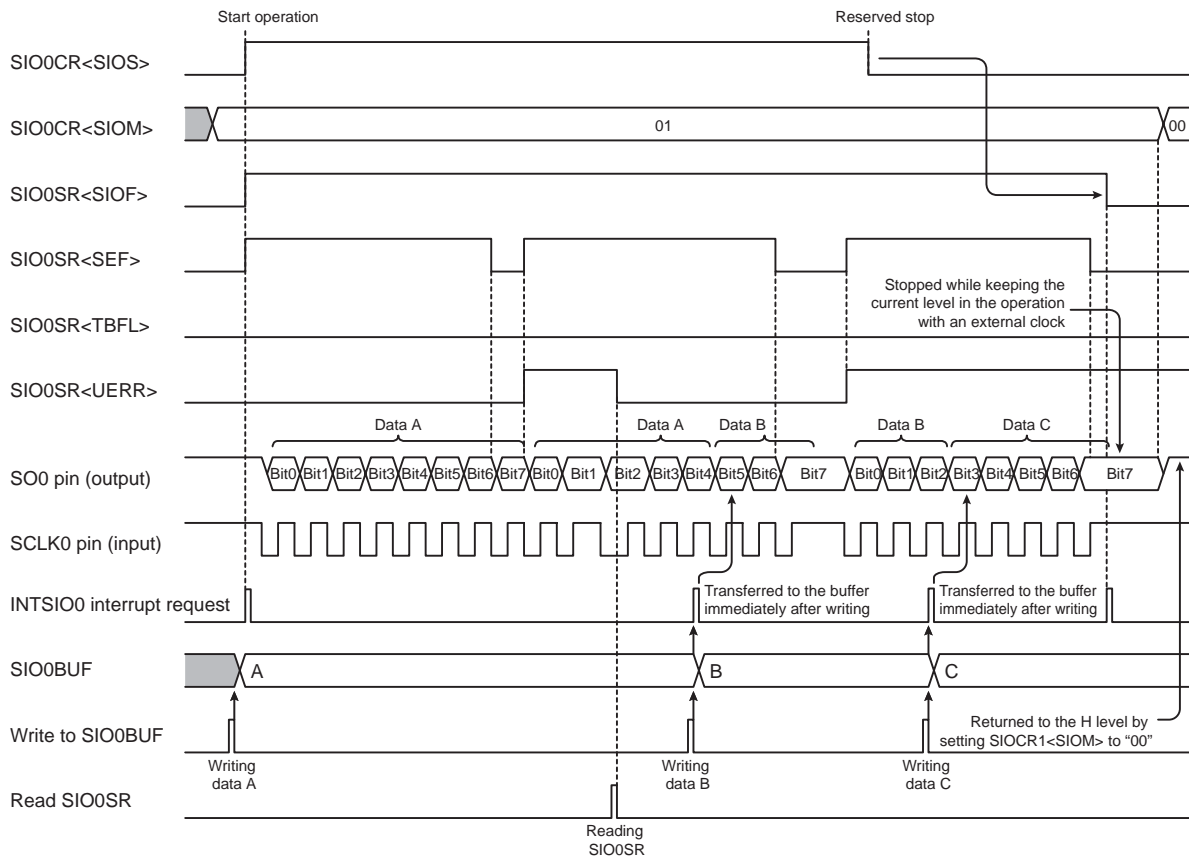 Start operation
Reserved stop
SIO0CR<SIOS>
SIO0CR<SIOM>
01
00
SIO0SR<SIOF>
SIO0SR<SEF>
Stopped while keeping the
current level in the operation
with an external clock
SIO0SR<TBFL>
SIO0SR<UERR>
Data A
Data A
Data B
Data B
Data C
SO0 pin (output)
Bit0 Bit1 Bit2 Bit3 Bit4 Bit5 Bit6 Bit7 Bit0 Bit1 Bit2 Bit3 Bit4 Bit5 Bit6 Bit7 Bit0 Bit1 Bit2 Bit3 Bit4 Bit5 Bit6 Bit7
SCLK0 pin (input)
INTSIO0 interrupt request
Transferred to the buffer
immediately after writing
Transferred to the buffer
immediately after writing
SIO0BUF
A
B
C
Write to SIO0BUF
Returned to the H level by
setting SIOCR1<SIOM> to “00”
Writing
data A
Writing
data B
Writing
data C
Read SIO0SR
Reading
SIO0SR